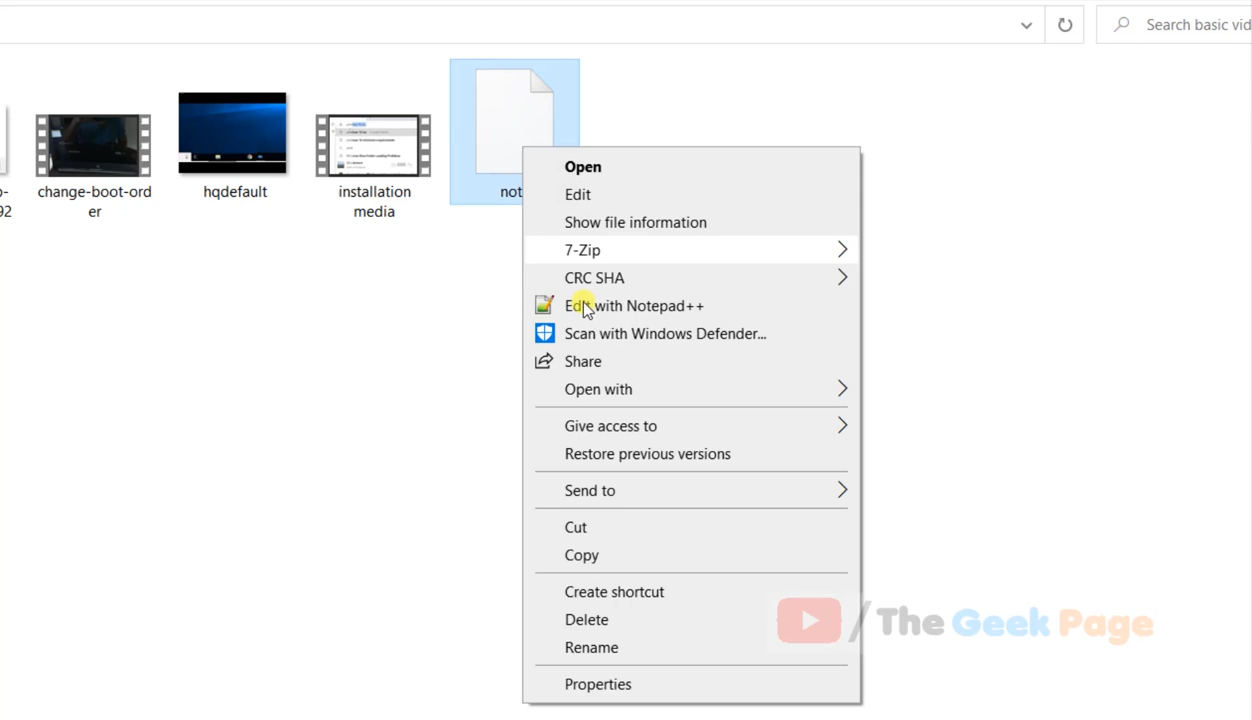 Search basic vid
change-boot-ord
er
hqdefault
installation
media
not
92
Open
Edit
Show file information
7-Zip
CRC SHA
Edit with Notepad++
Scan with Windows Defender...
Share
Open with
Give access to
Restore previous versions
Send to
Cut
Copy
Create shortcut
Delete
Rename
Properties
/The Geek Page